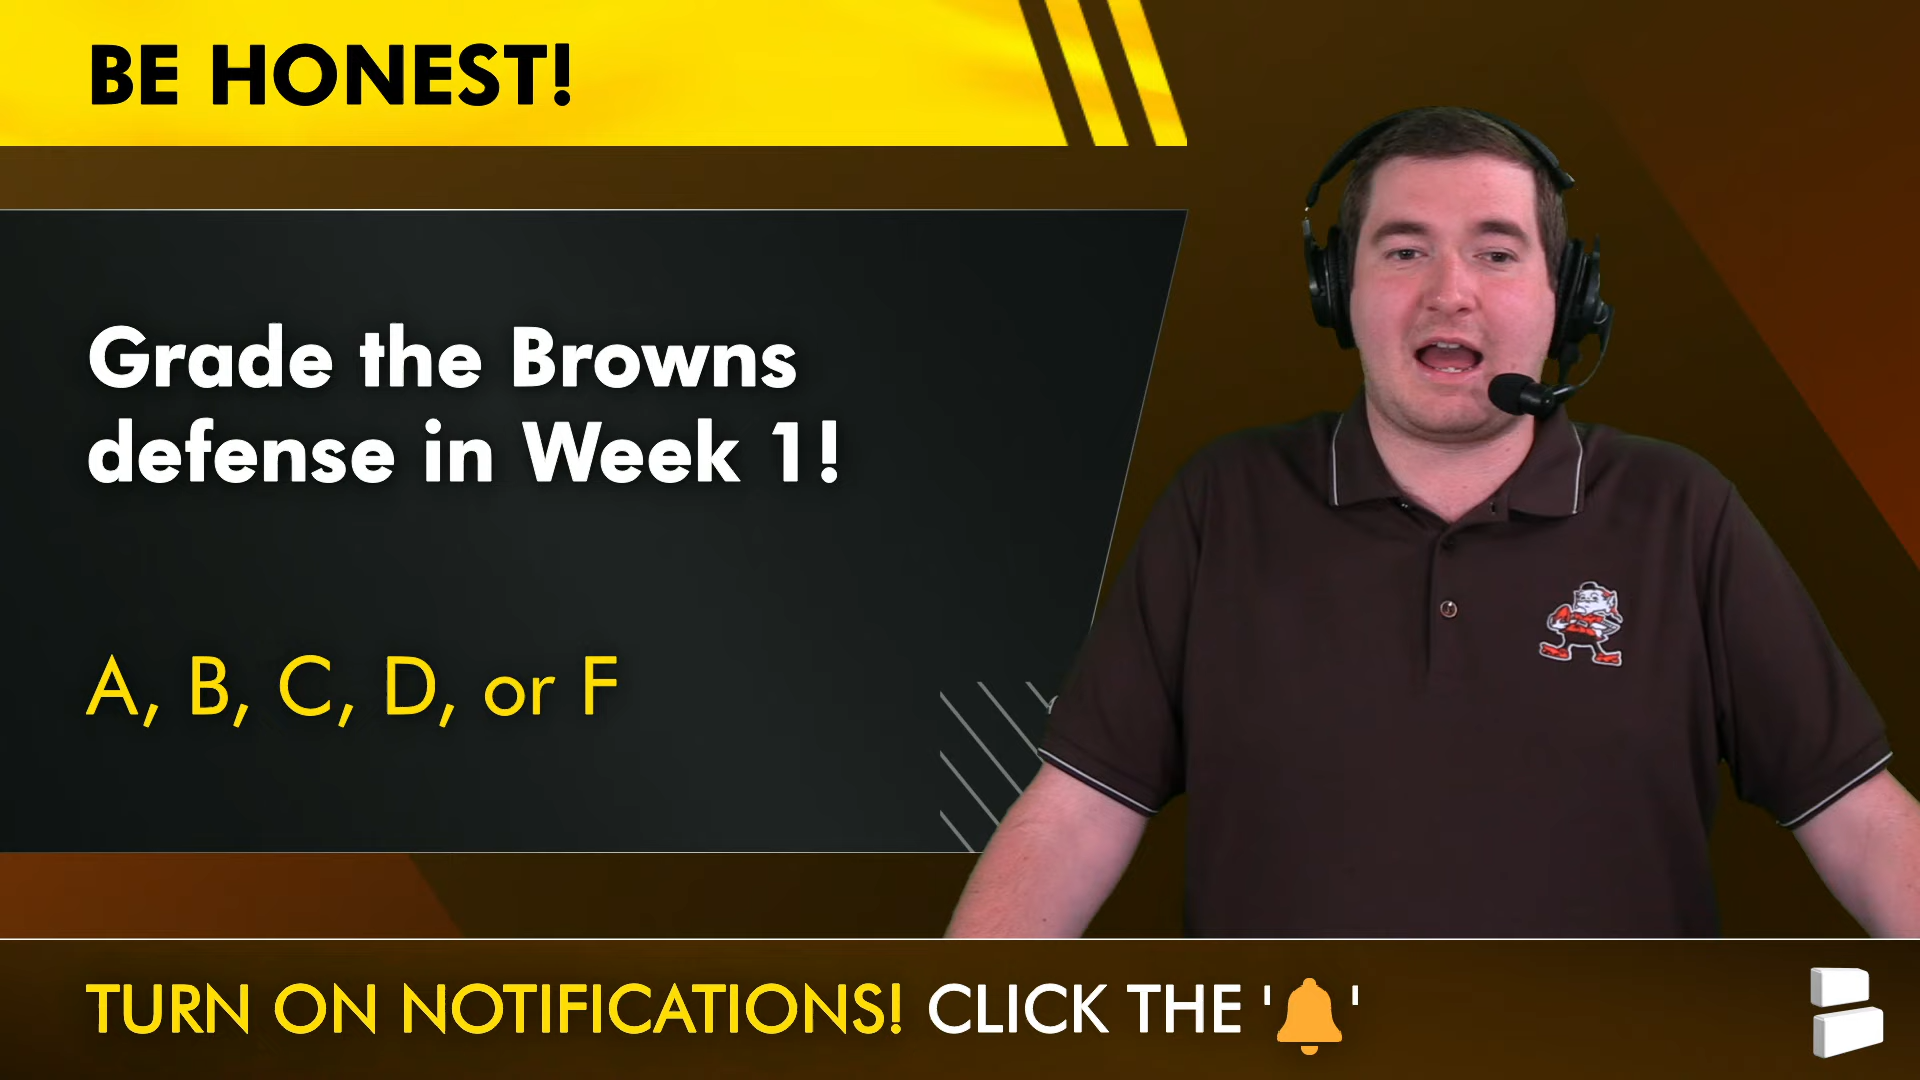 BE HONEST!
Grade the Browns
defense in Week 1!
A, B, C, D, or F
TURN ON NOTIFICATIONS! CLICK THE '🔔'